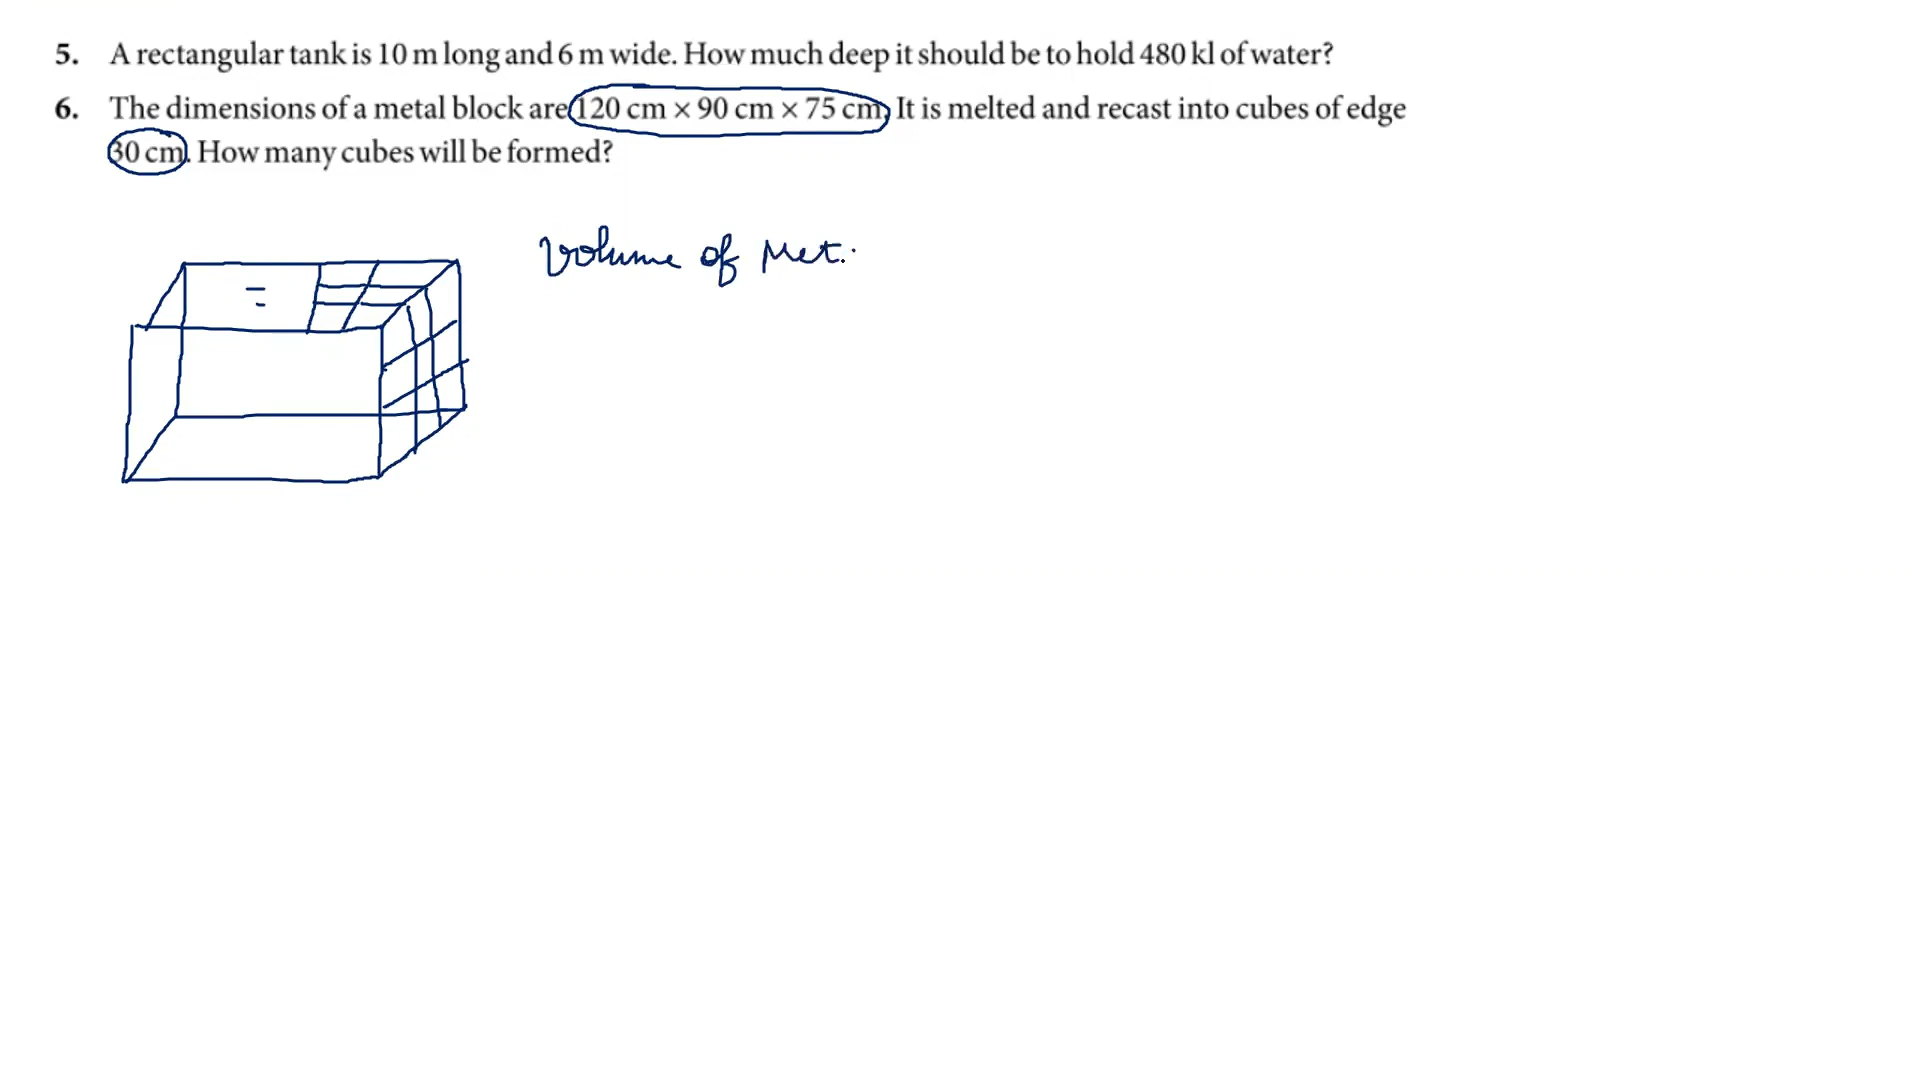 5. A rectangular tank is 10 m long and 6 m wide. How much deep it should be to hold 480 kl of water?
6. The dimensions of a metal block are 120 cm × 90 cm × 75 cm. It is melted and recast into cubes of edge
30 cm. How many cubes will be formed?
Volume of Met.